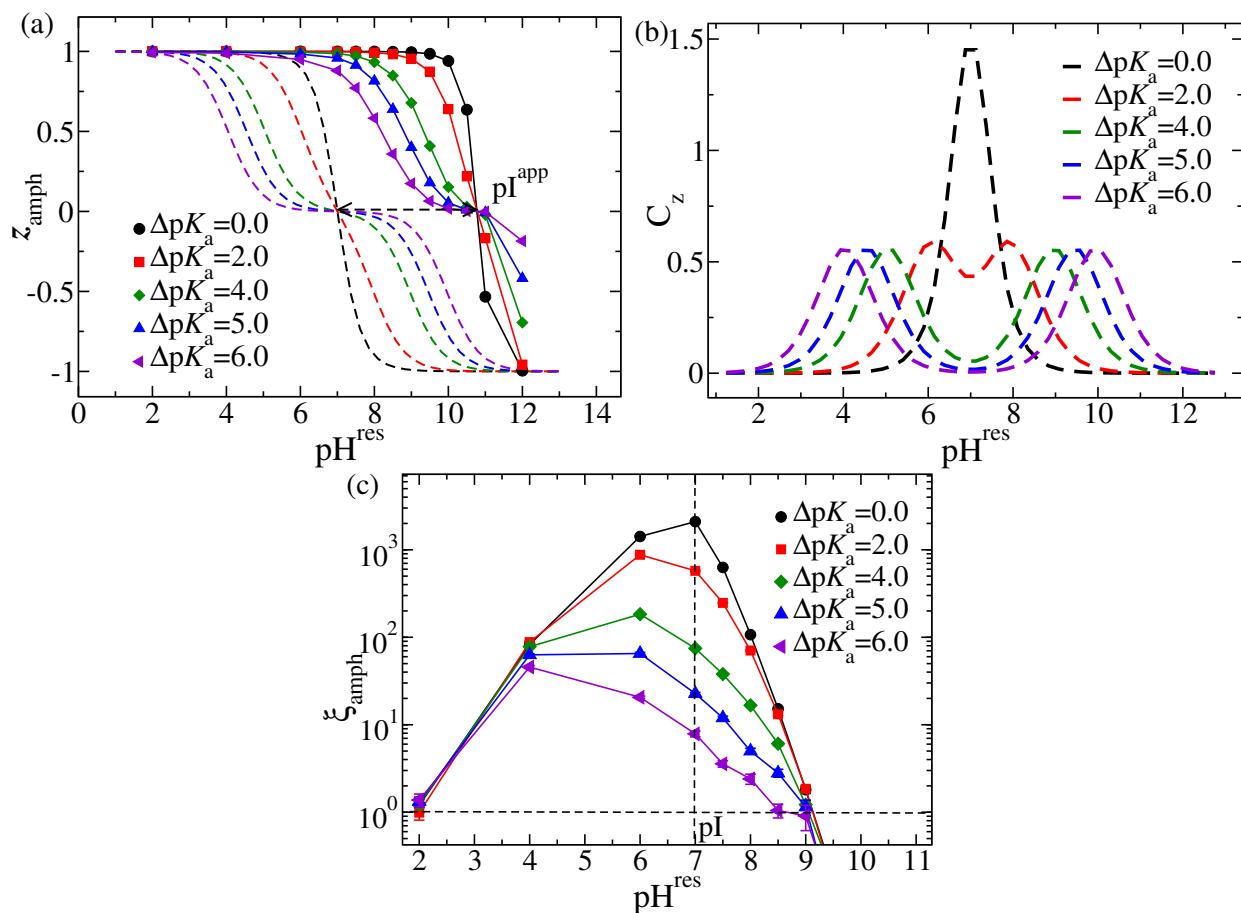 (a)
1
0.5
0
-0.5
-1
z_amph
pI^app
ΔpK_a=0.0
ΔpK_a=2.0
ΔpK_a=4.0
ΔpK_a=5.0
ΔpK_a=6.0
0 2 4 6 8 10 12 14
pH^res
(b)
1.5
1
0.5
0
C_z
ΔpK_a=0.0
ΔpK_a=2.0
ΔpK_a=4.0
ΔpK_a=5.0
ΔpK_a=6.0
2 4 6 8 10 12
pH^res
(c)
10^3
10^2
10^1
10^0
ξ_amph
ΔpK_a=0.0
ΔpK_a=2.0
ΔpK_a=4.0
ΔpK_a=5.0
ΔpK_a=6.0
pI
2 3 4 5 6 7 8 9 10 11
pH^res